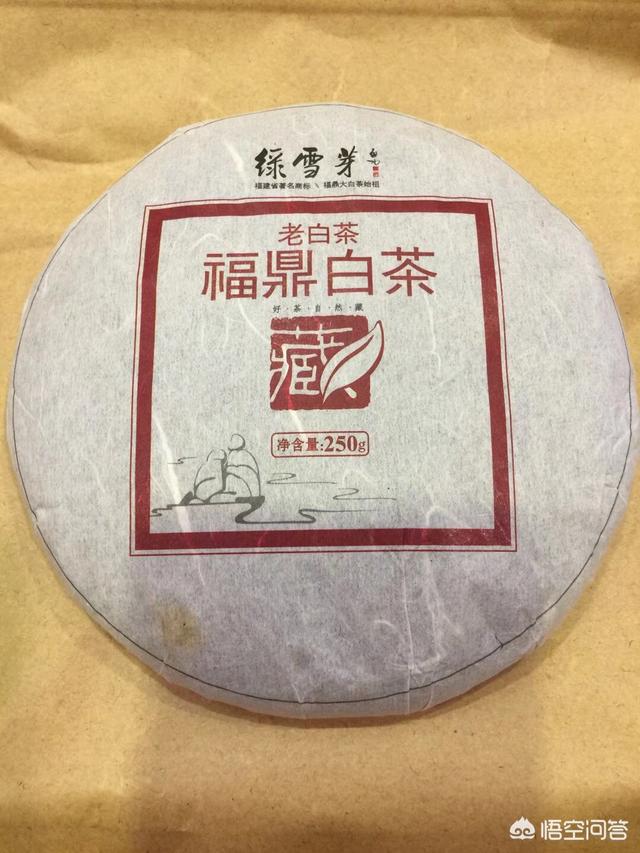 绿雪芽
福建省著名商标 \ 福鼎大白茶始祖
老白茶
福鼎白茶
好·茶·自·然·藏
藏
净含量:250g
悟空问答